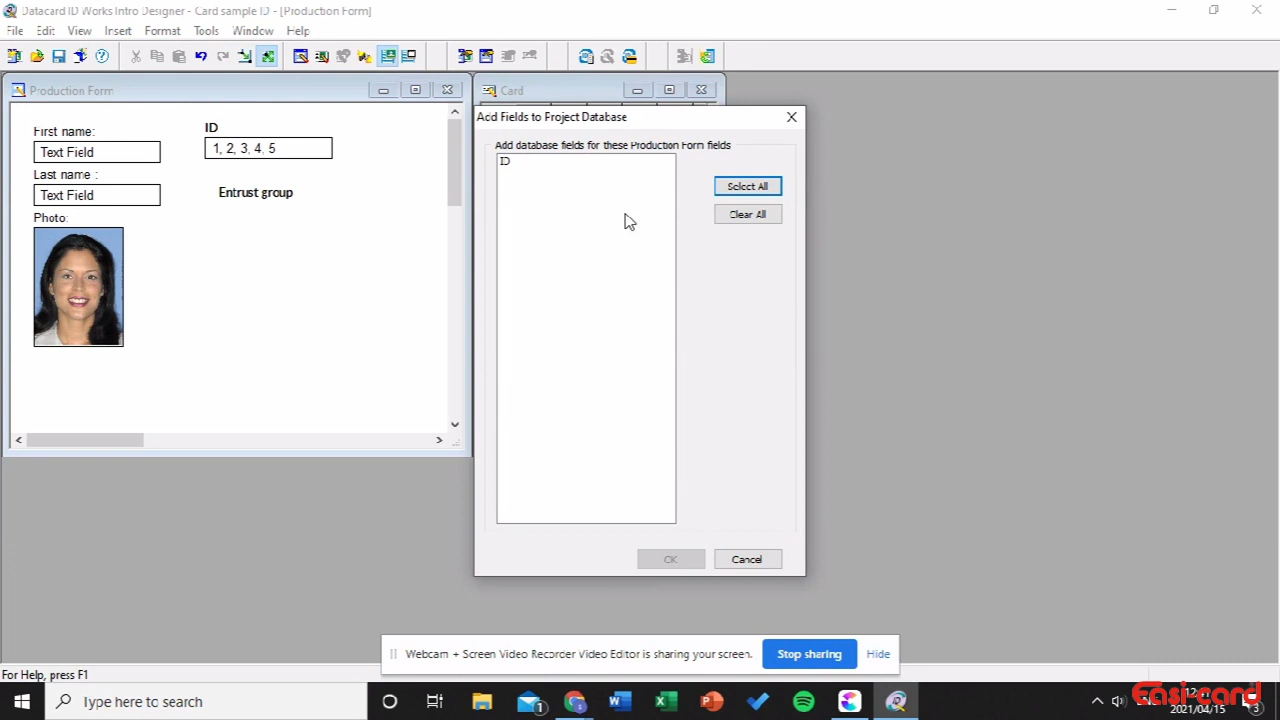 Datacard ID Works Intro Designer - Card sample ID - [Production Form]
File Edit View Insert Format Tools Window Help
Production Form
Card
First name:
Text Field
Last name :
Text Field
Photo:
ID
1, 2, 3, 4, 5
Entrust group
Add Fields to Project Database
Add database fields for these Production Form fields
ID
Select All
Clear All
OK
Cancel
Webcam + Screen Video Recorder Video Editor is sharing your screen.
Stop sharing
Hide
For Help, press F1
Type here to search
1
Easi-card
2021/04/15
3